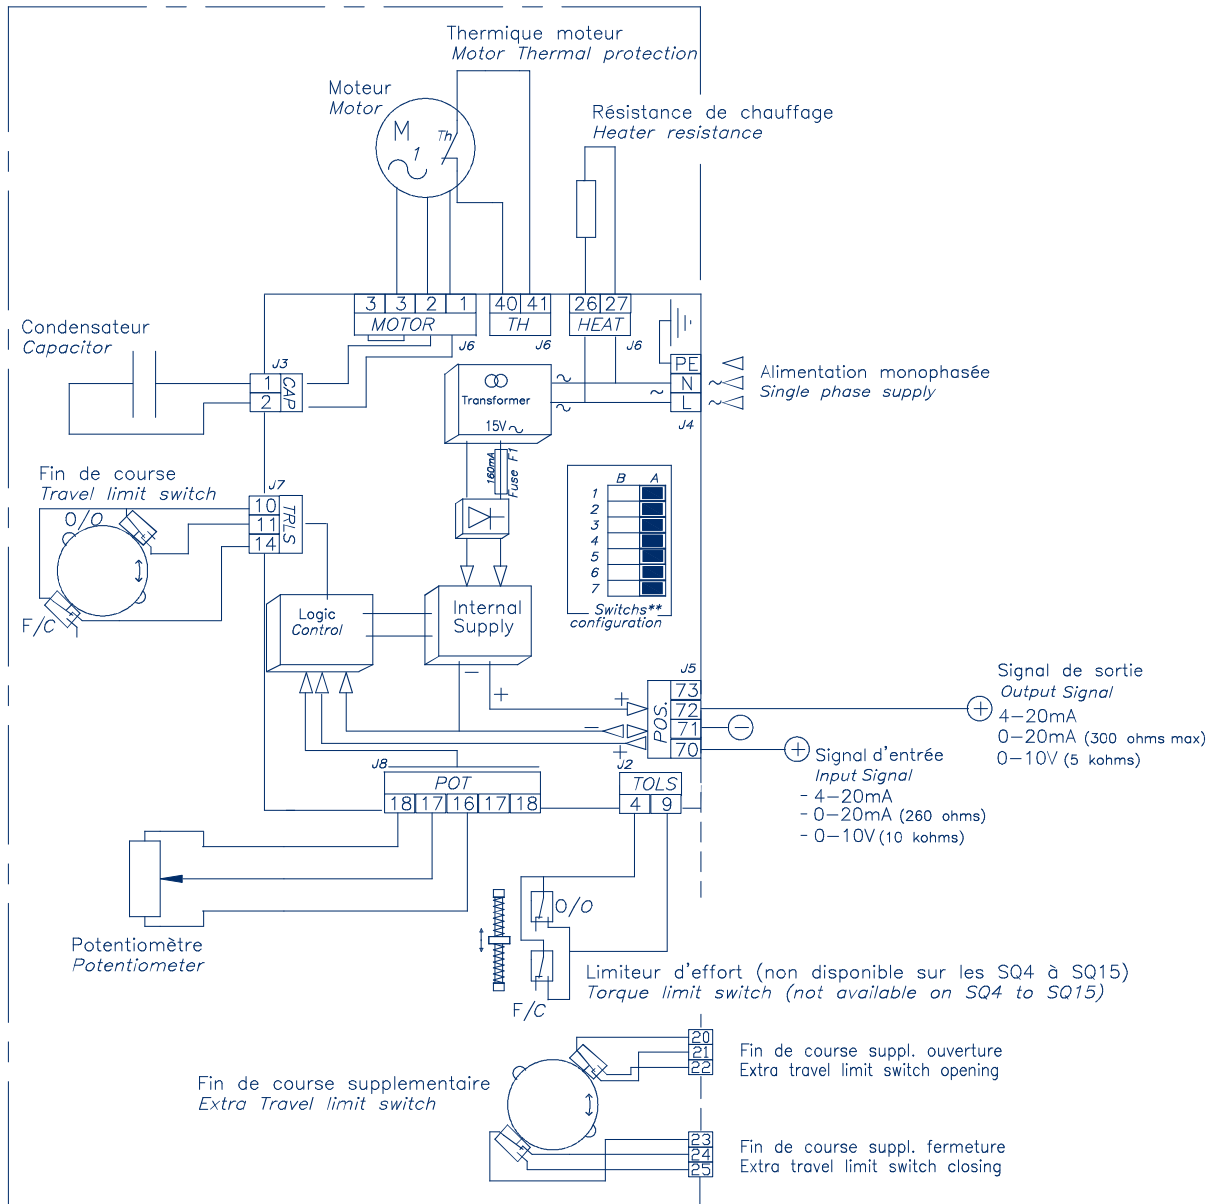 Thermique moteur
Motor Thermal protection
Moteur
Motor
M
1
Th
Résistance de chauffage
Heater resistance
3 3 2 1
MOTOR
J6
40 41
TH
J6
26 27
HEAT
J6
Condensateur
Capacitor
J3
1
2
CAP
Transformer
15V ~
~
~
~
PE
N
L
J4
~
~
Alimentation monophasée
Single phase supply
160mA
Fuse F1
Fin de course
Travel limit switch
O/O
F/C
J7
10
11
14
TRLS
B A
1
2
3
4
5
6
7
Switchs**
configuration
Logic
Control
Internal
Supply
−
+
J5
POS.
73
72
71
70
+
−
+
+
−
+
Signal de sortie
Output Signal
4−20mA
0−20mA (300 ohms max)
0−10V (5 kohms)
Signal d'entrée
Input Signal
- 4−20mA
- 0−20mA (260 ohms)
- 0−10V (10 kohms)
J8
POT
18 17 16 17 18
J2
TOLS
4 9
Potentiomètre
Potentiometer
O/O
F/C
Limiteur d'effort (non disponible sur les SQ4 à SQ15)
Torque limit switch (not available on SQ4 to SQ15)
Fin de course supplementaire
Extra Travel limit switch
20
21
22
Fin de course suppl. ouverture
Extra travel limit switch opening
23
24
25
Fin de course suppl. fermeture
Extra travel limit switch closing